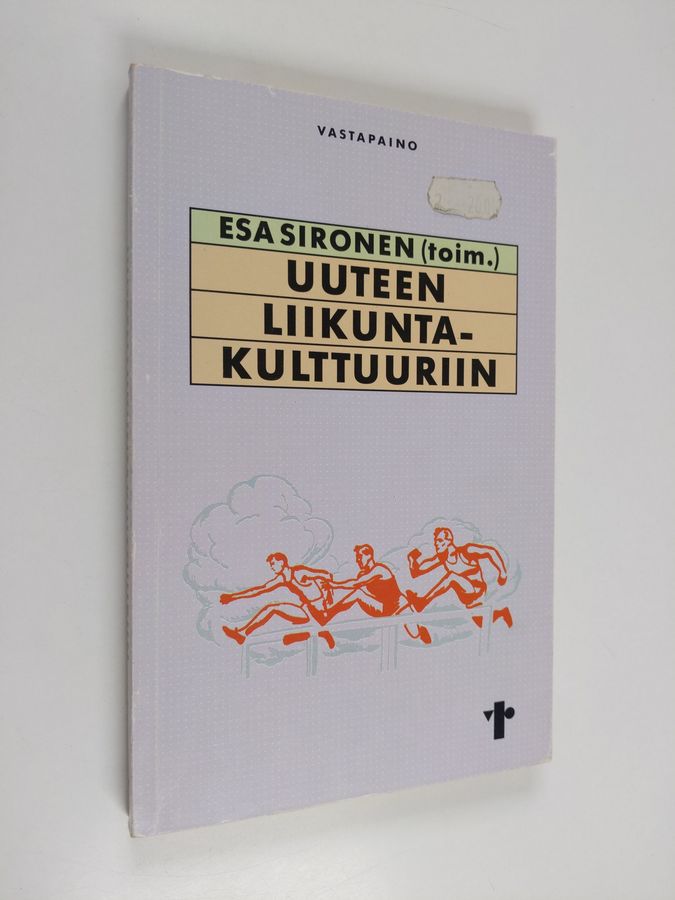 VASTAPAINO
ESA SIRONEN (toim.)
UUTEEN
LIIKUNTA-
KULTTUURIIN